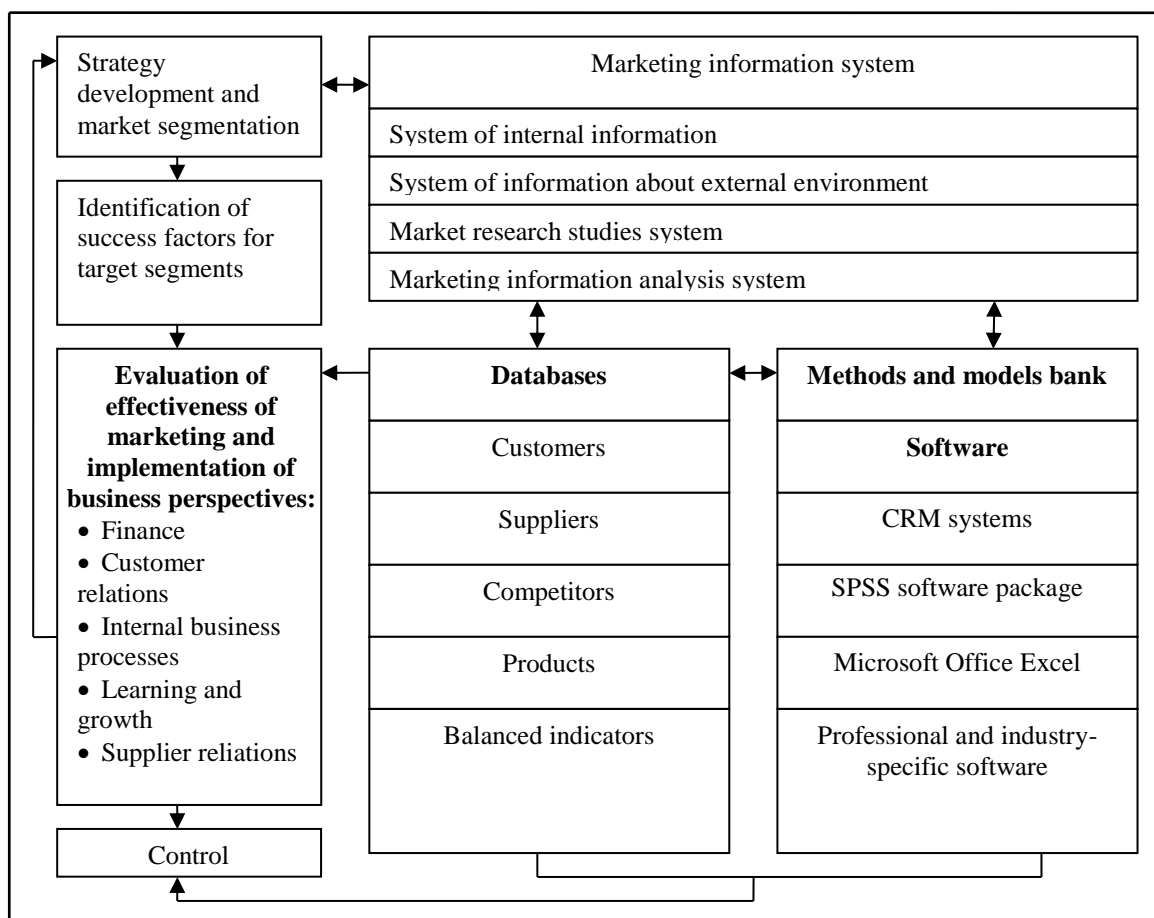 Strategy
development and
market segmentation
Marketing information system
System of internal information
System of information about external environment
Market research studies system
Marketing information analysis system
Identification of
success factors for
target segments
Evaluation of
effectiveness of
marketing and
implementation of
business perspectives:
• Finance
• Customer
relations
• Internal business
processes
• Learning and
growth
• Supplier reliations
Control
Databases
Customers
Suppliers
Competitors
Products
Balanced indicators
Methods and models bank
Software
CRM systems
SPSS software package
Microsoft Office Excel
Professional and industry-
specific software